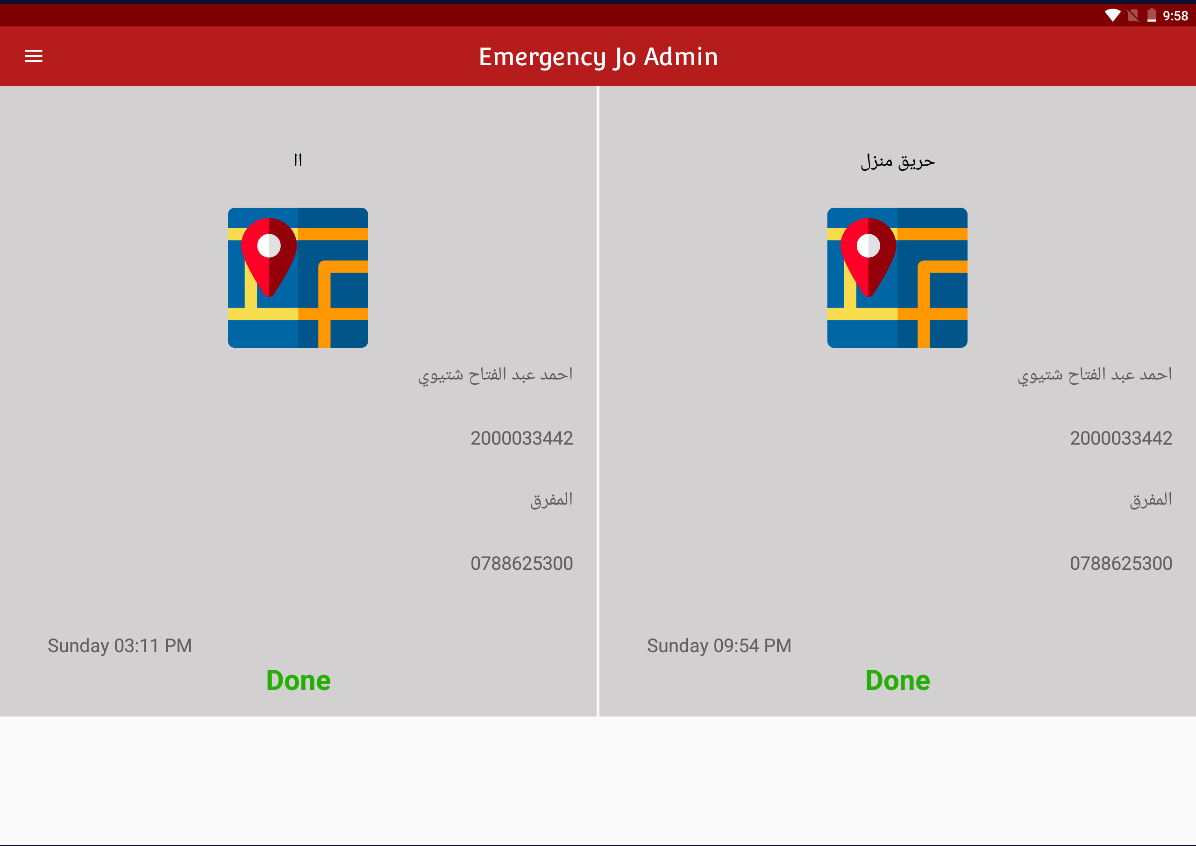 9:58
Emergency Jo Admin
اا
احمد عبد الفتاح شتيوي
2000033442
المفرق
0788625300
Sunday 03:11 PM
Done
حريق منزل
احمد عبد الفتاح شتيوي
2000033442
المفرق
0788625300
Sunday 09:54 PM
Done